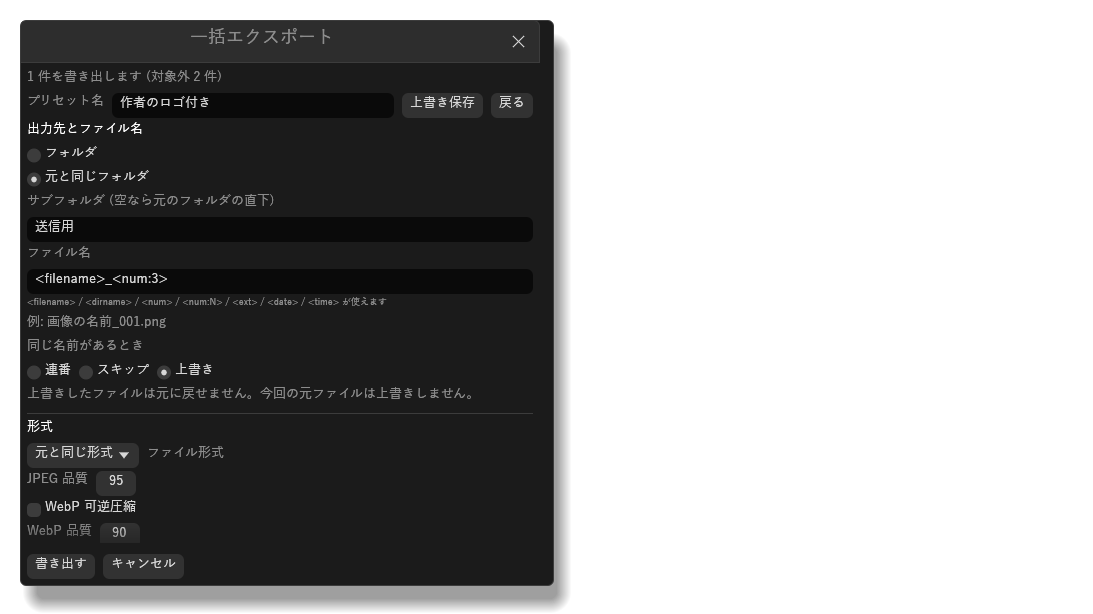 一括エクスポート
1 件を書き出します (対象外 2 件)
プリセット名 作者のロゴ付き 上書き保存 戻る
出力先とファイル名
フォルダ
元と同じフォルダ
サブフォルダ (空なら元のフォルダの直下)
送信用
ファイル名
<filename>_<num:3>
<filename> / <dirname> / <num> / <num:N> / <ext> / <date> / <time> が使えます
例: 画像の名前_001.png
同じ名前があるとき
連番 スキップ 上書き
上書きしたファイルは元に戻せません。今回の元ファイルは上書きしません。
形式
元と同じ形式 ファイル形式
JPEG 品質 95
WebP 可逆圧縮
WebP 品質 90
書き出す キャンセル